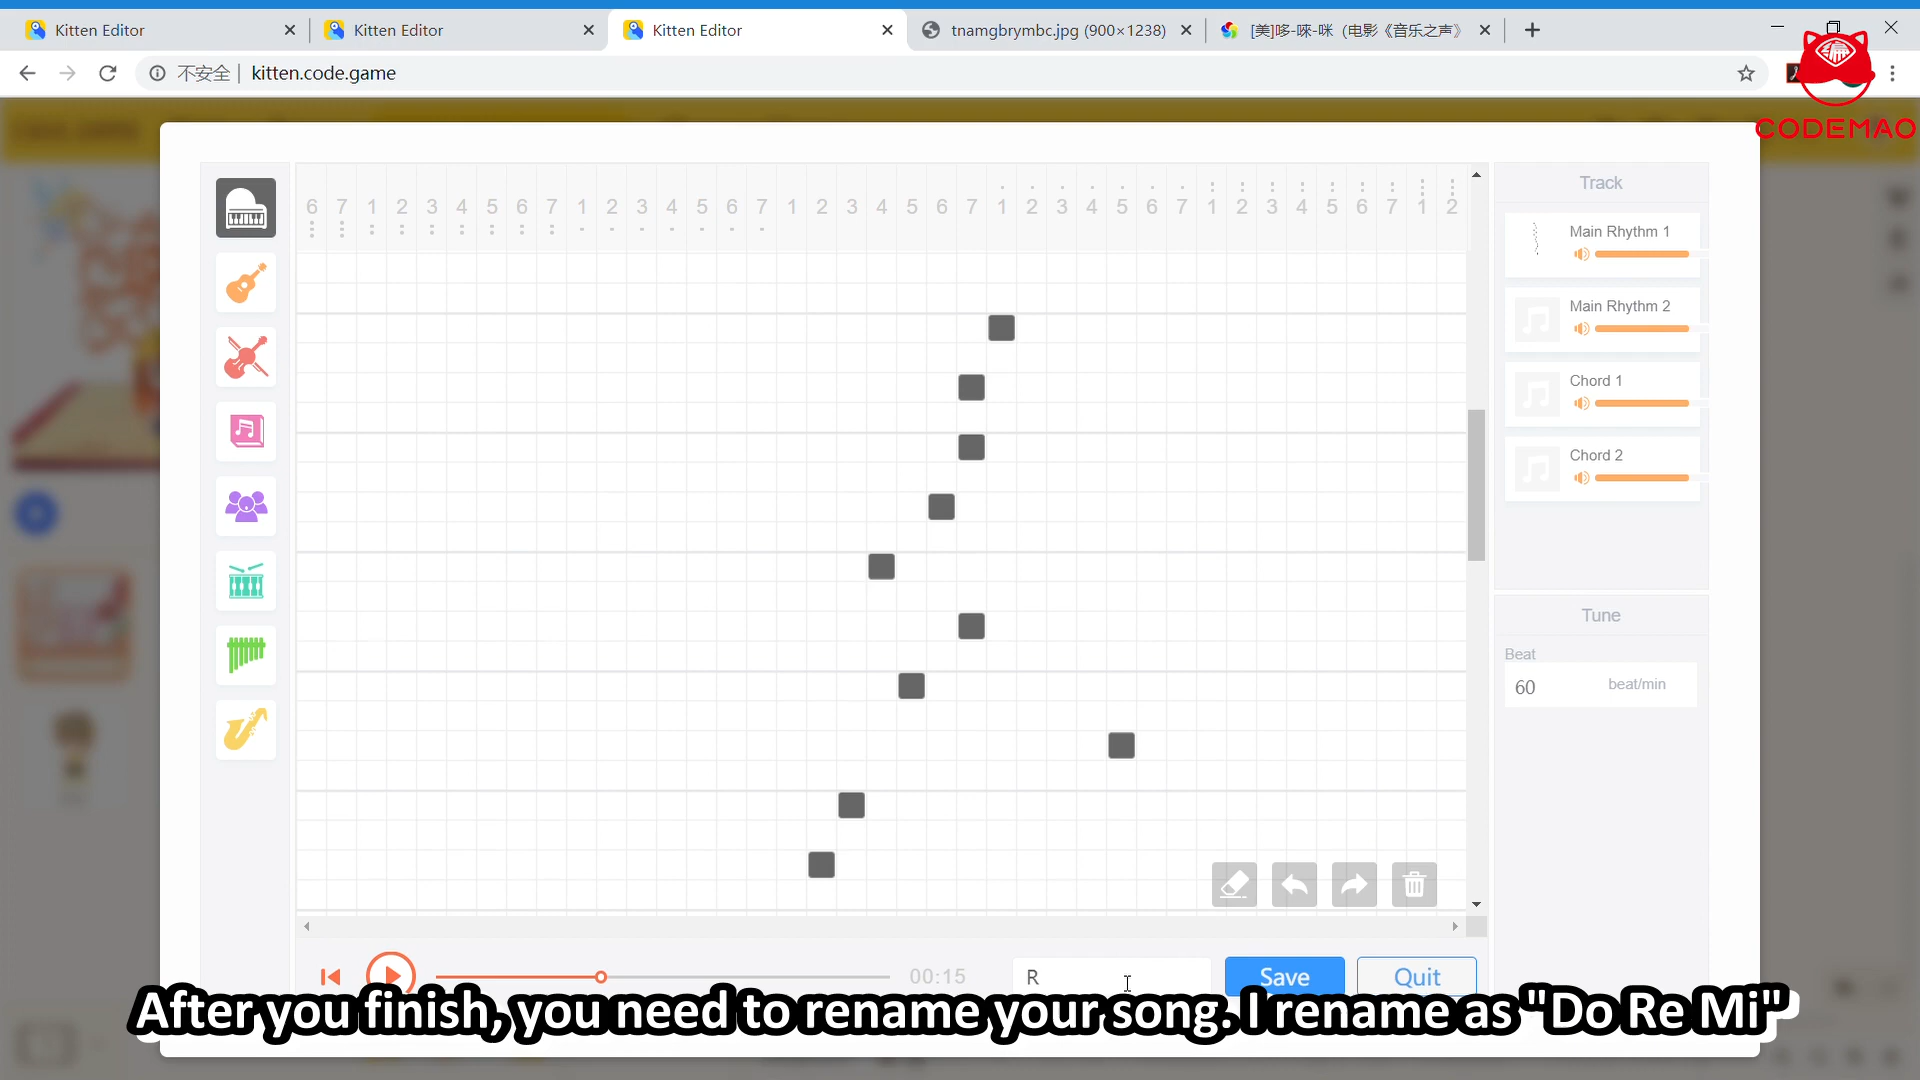 Kitten Editor
Kitten Editor
Kitten Editor
tnamgbrymbc.jpg (900×1238)
[美]哆-唻-咪（电影《音乐之声》
不安全
kitten.code.game
CODEMAO
6 7 1 2 3 4 5 6 7 1 2 3 4 5 6 7 1 2 3 4 5 6 7 1 2 3 4 5 6 7 1 2 3 4 5 6 7 1 2
Track
Main Rhythm 1
Main Rhythm 2
Chord 1
Chord 2
Tune
Beat
60 beat/min
00:15
R
Save
Quit
After you finish, you need to rename your song. I rename as "Do Re Mi"